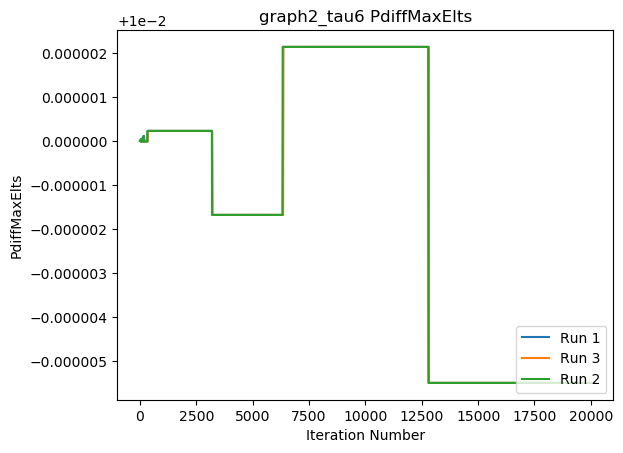 graph2_tau6 PdiffMaxElts
+1e-2
0.000002
0.000001
0.000000
−0.000001
−0.000002
−0.000003
−0.000004
−0.000005
PdiffMaxElts
Run 1
Run 3
Run 2
0 2500 5000 7500 10000 12500 15000 17500 20000
Iteration Number